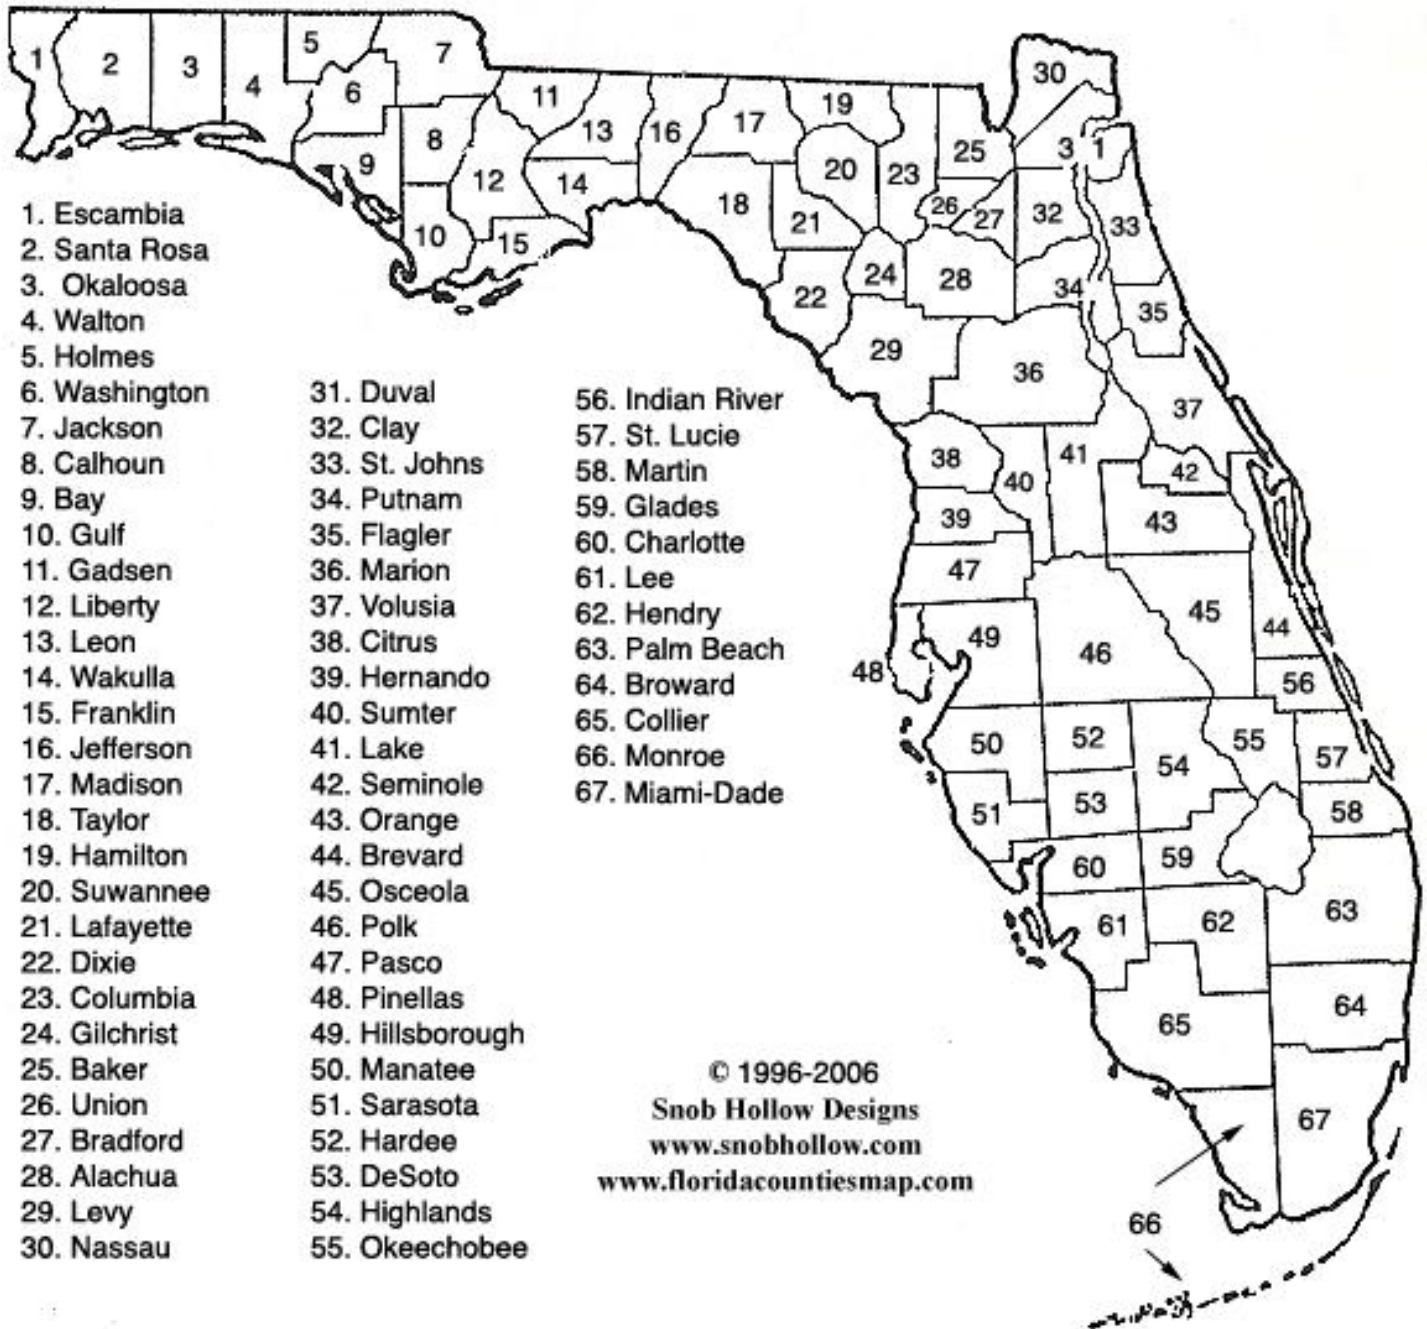 1
2
3
4
5
6
7
8
9
10
11
12
13
14
15
16
17
18
19
20
21
22
23
24
25
26
27
28
29
30
3 1
32
33
34
35
36
37
38
39
40
41
42
43
44
45
46
47
48
49
50
51
52
53
54
55
56
57
58
59
60
61
62
63
64
65
66
67
1. Escambia
2. Santa Rosa
3. Okaloosa
4. Walton
5. Holmes
6. Washington
7. Jackson
8. Calhoun
9. Bay
10. Gulf
11. Gadsen
12. Liberty
13. Leon
14. Wakulla
15. Franklin
16. Jefferson
17. Madison
18. Taylor
19. Hamilton
20. Suwannee
21. Lafayette
22. Dixie
23. Columbia
24. Gilchrist
25. Baker
26. Union
27. Bradford
28. Alachua
29. Levy
30. Nassau
31. Duval
32. Clay
33. St. Johns
34. Putnam
35. Flagler
36. Marion
37. Volusia
38. Citrus
39. Hernando
40. Sumter
41. Lake
42. Seminole
43. Orange
44. Brevard
45. Osceola
46. Polk
47. Pasco
48. Pinellas
49. Hillsborough
50. Manatee
51. Sarasota
52. Hardee
53. DeSoto
54. Highlands
55. Okeechobee
56. Indian River
57. St. Lucie
58. Martin
59. Glades
60. Charlotte
61. Lee
62. Hendry
63. Palm Beach
64. Broward
65. Collier
66. Monroe
67. Miami-Dade
© 1996-2006
Snob Hollow Designs
www.snobhollow.com
www.floridacountiesmap.com